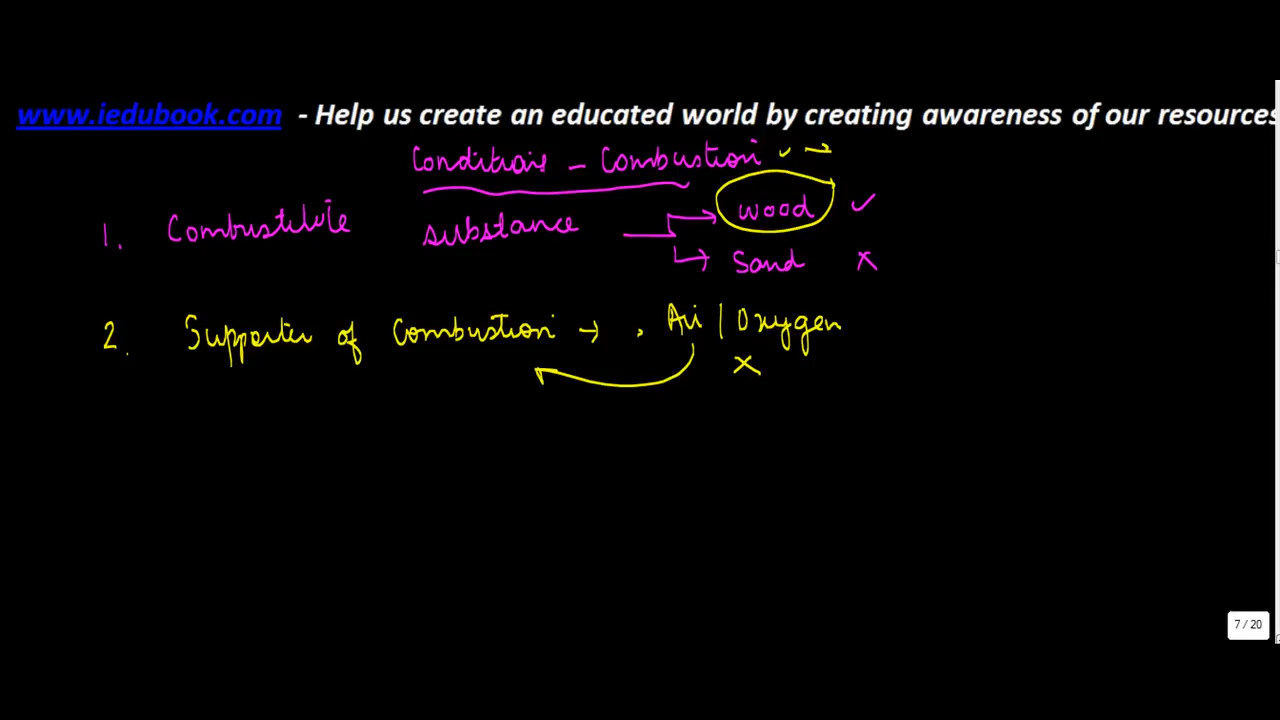 www.iedubook.com - Help us create an educated world by creating awareness of our resources
Conditions - Combustion ✓ →
1. Combustible substance → wood ✓
→ Sand ✗
2. Supporter of Combustion → . Air | Oxygen
✗
7 / 20